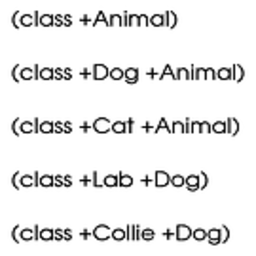 (class +Animal)
(class +Dog +Animal)
(class +Cat +Animal)
(class +Lab +Dog)
(class +Collie +Dog)